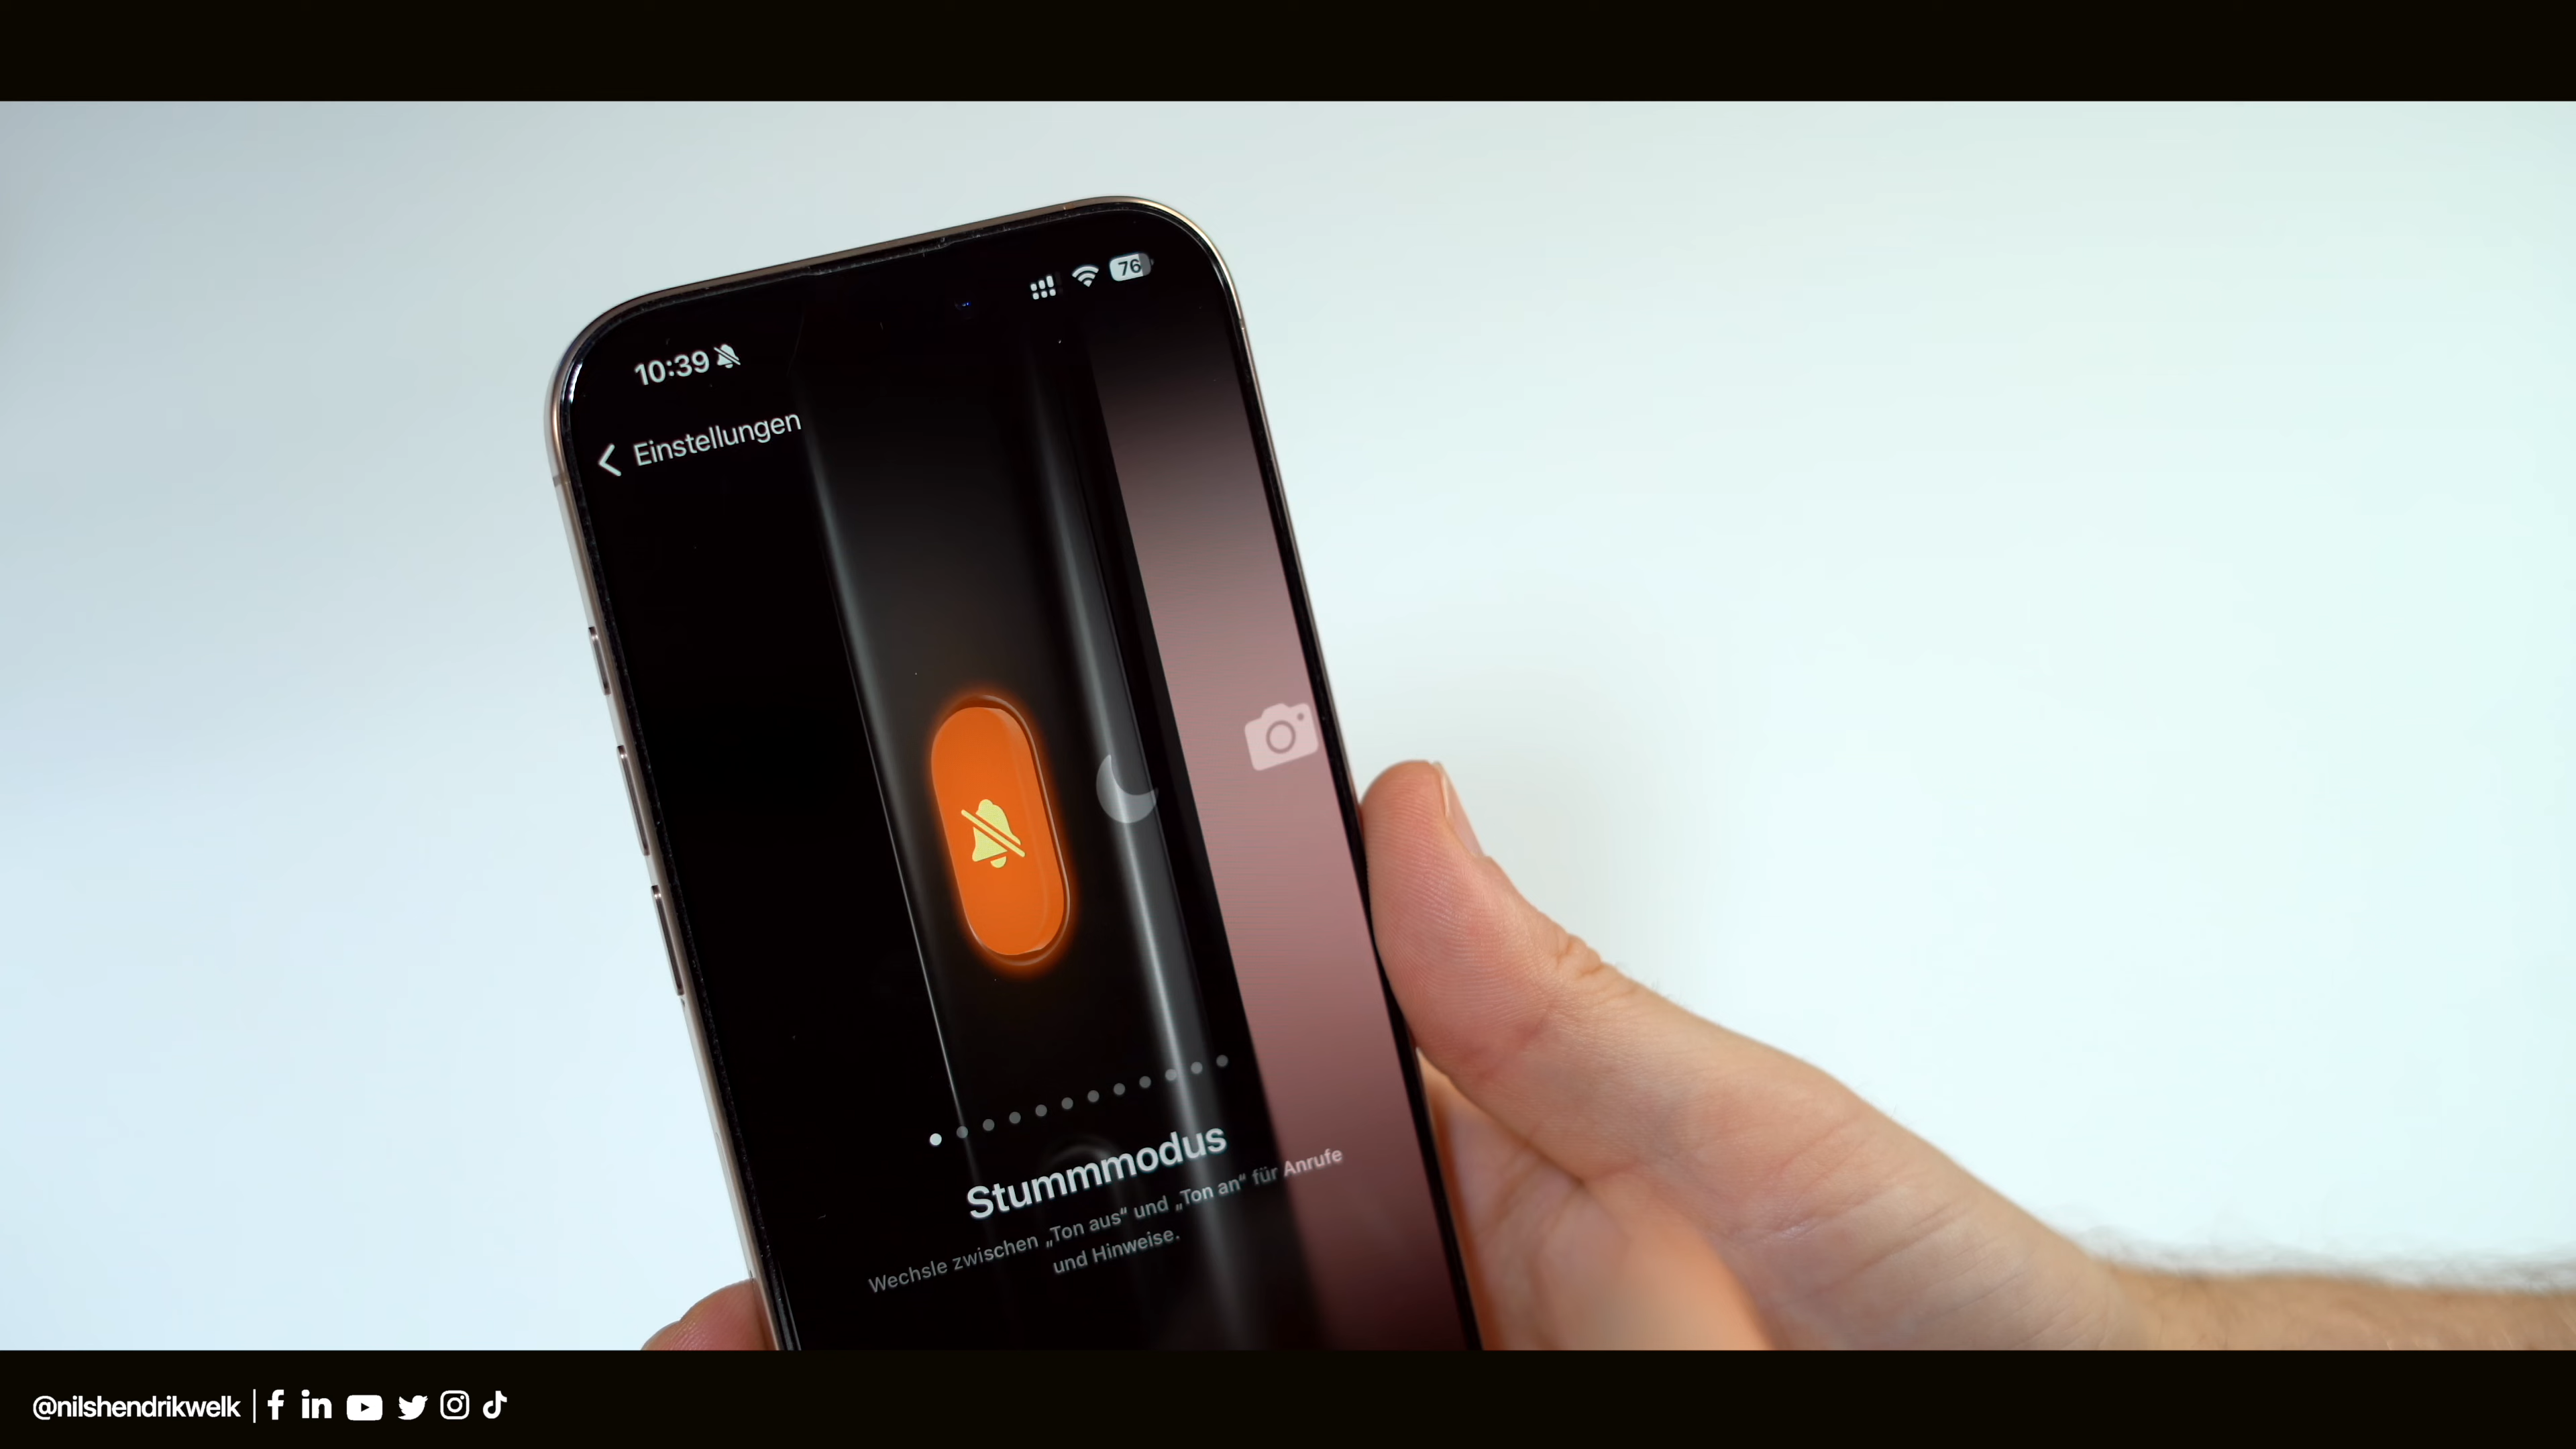 76
10:39
Einstellungen
Stummmodus
Wechsle zwischen „Ton aus“ und „Ton an“ für Anrufe
und Hinweise.
@nilshendrikwelk